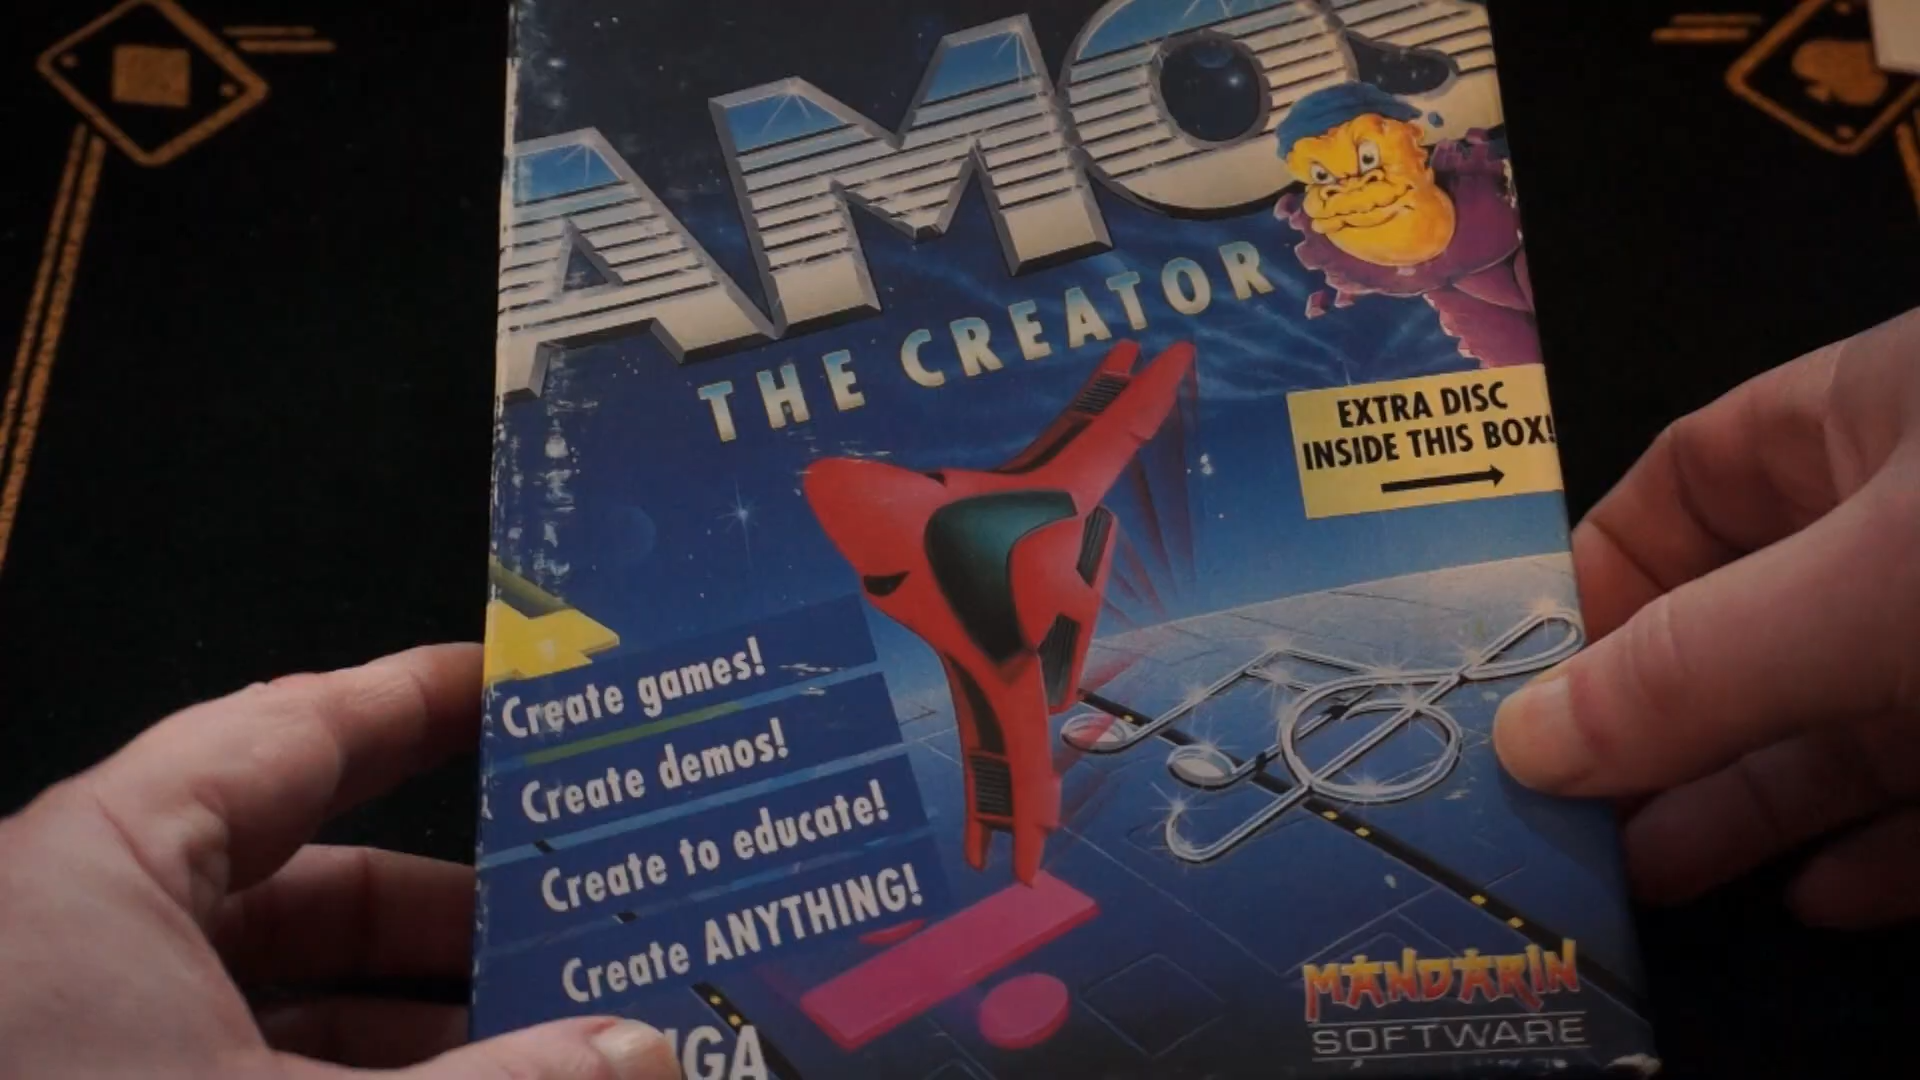 AMOS
THE CREATOR
EXTRA DISC
INSIDE THIS BOX!
Create games!
Create demos!
Create to educate!
Create ANYTHING!
MANDARIN
SOFTWARE